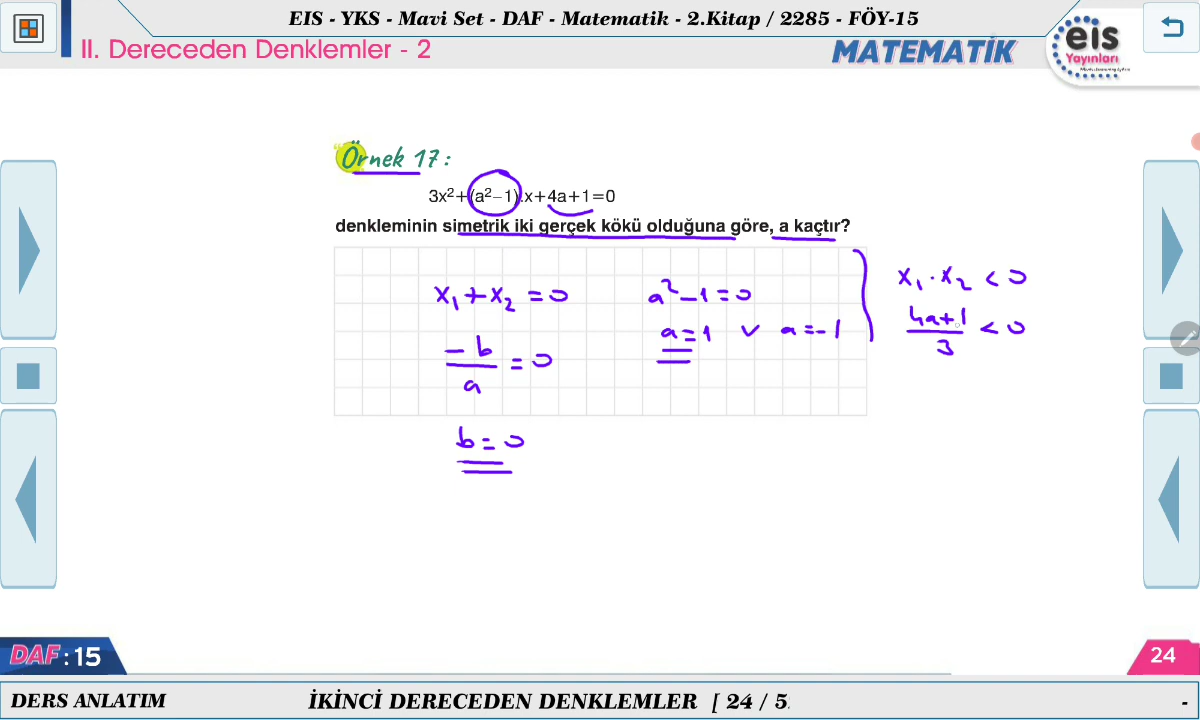 EIS - YKS - Mavi Set - DAF - Matematik - 2.Kitap / 2285 - FÖY-15
II. Dereceden Denklemler - 2
MATEMATİK
eis
Yayınları
Örnek 17:
3x²+(a²−1).x+4a+1=0
denkleminin simetrik iki gerçek kökü olduğuna göre, a kaçtır?
x₁ + x₂ = 0
-b/a = 0
b = 0
a² - 1 = 0
a = 1 ∨ a = -1
x₁ · x₂ < 0
4a+1/3 < 0
DAF : 15
24
DERS ANLATIM
İKİNCİ DERECEDEN DENKLEMLER [ 24 / 5
-